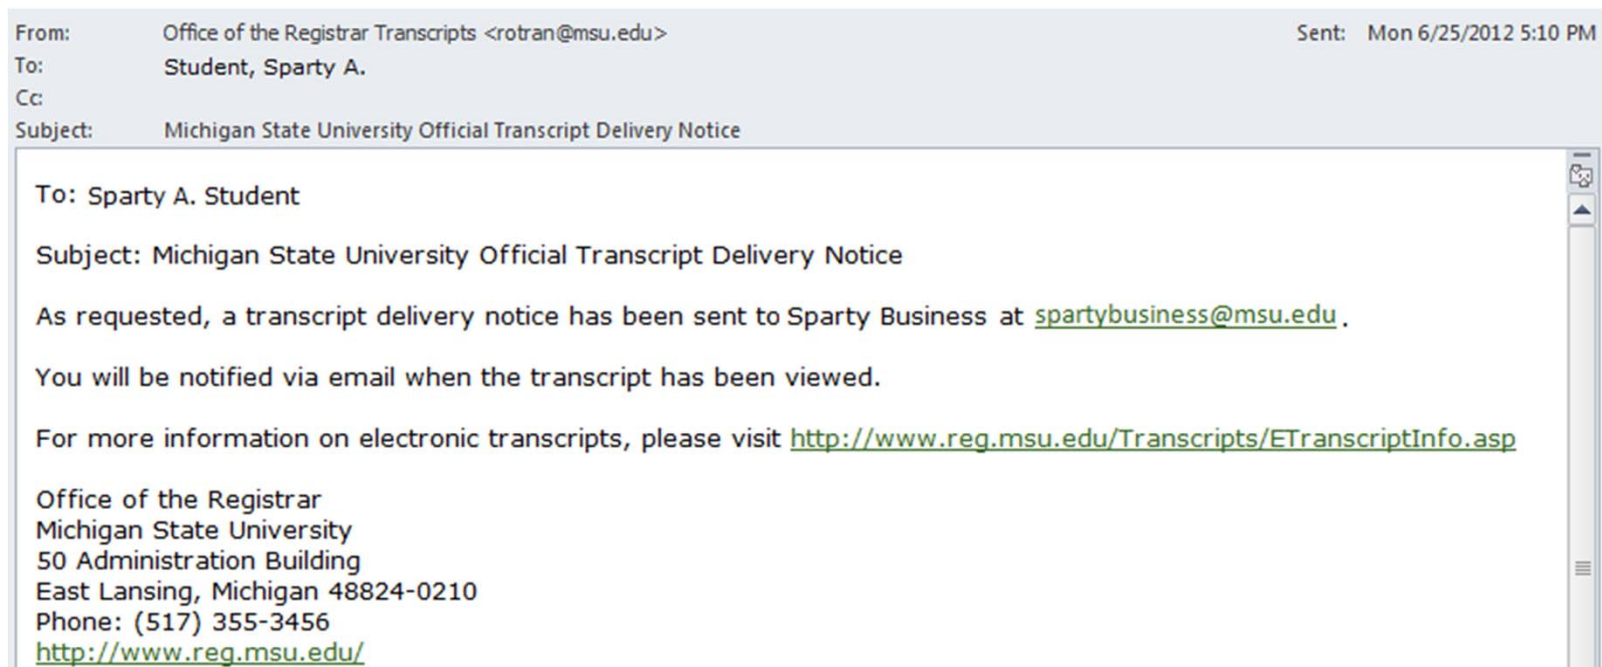 From: Office of the Registrar Transcripts <rotran@msu.edu> Sent: Mon 6/25/2012 5:10 PM
To: Student, Sparty A.
Cc:
Subject: Michigan State University Official Transcript Delivery Notice
To: Sparty A. Student
Subject: Michigan State University Official Transcript Delivery Notice
As requested, a transcript delivery notice has been sent to Sparty Business at spartybusiness@msu.edu.
You will be notified via email when the transcript has been viewed.
For more information on electronic transcripts, please visit http://www.reg.msu.edu/Transcripts/ETranscriptInfo.asp
Office of the Registrar
Michigan State University
50 Administration Building
East Lansing, Michigan 48824-0210
Phone: (517) 355-3456
http://www.reg.msu.edu/